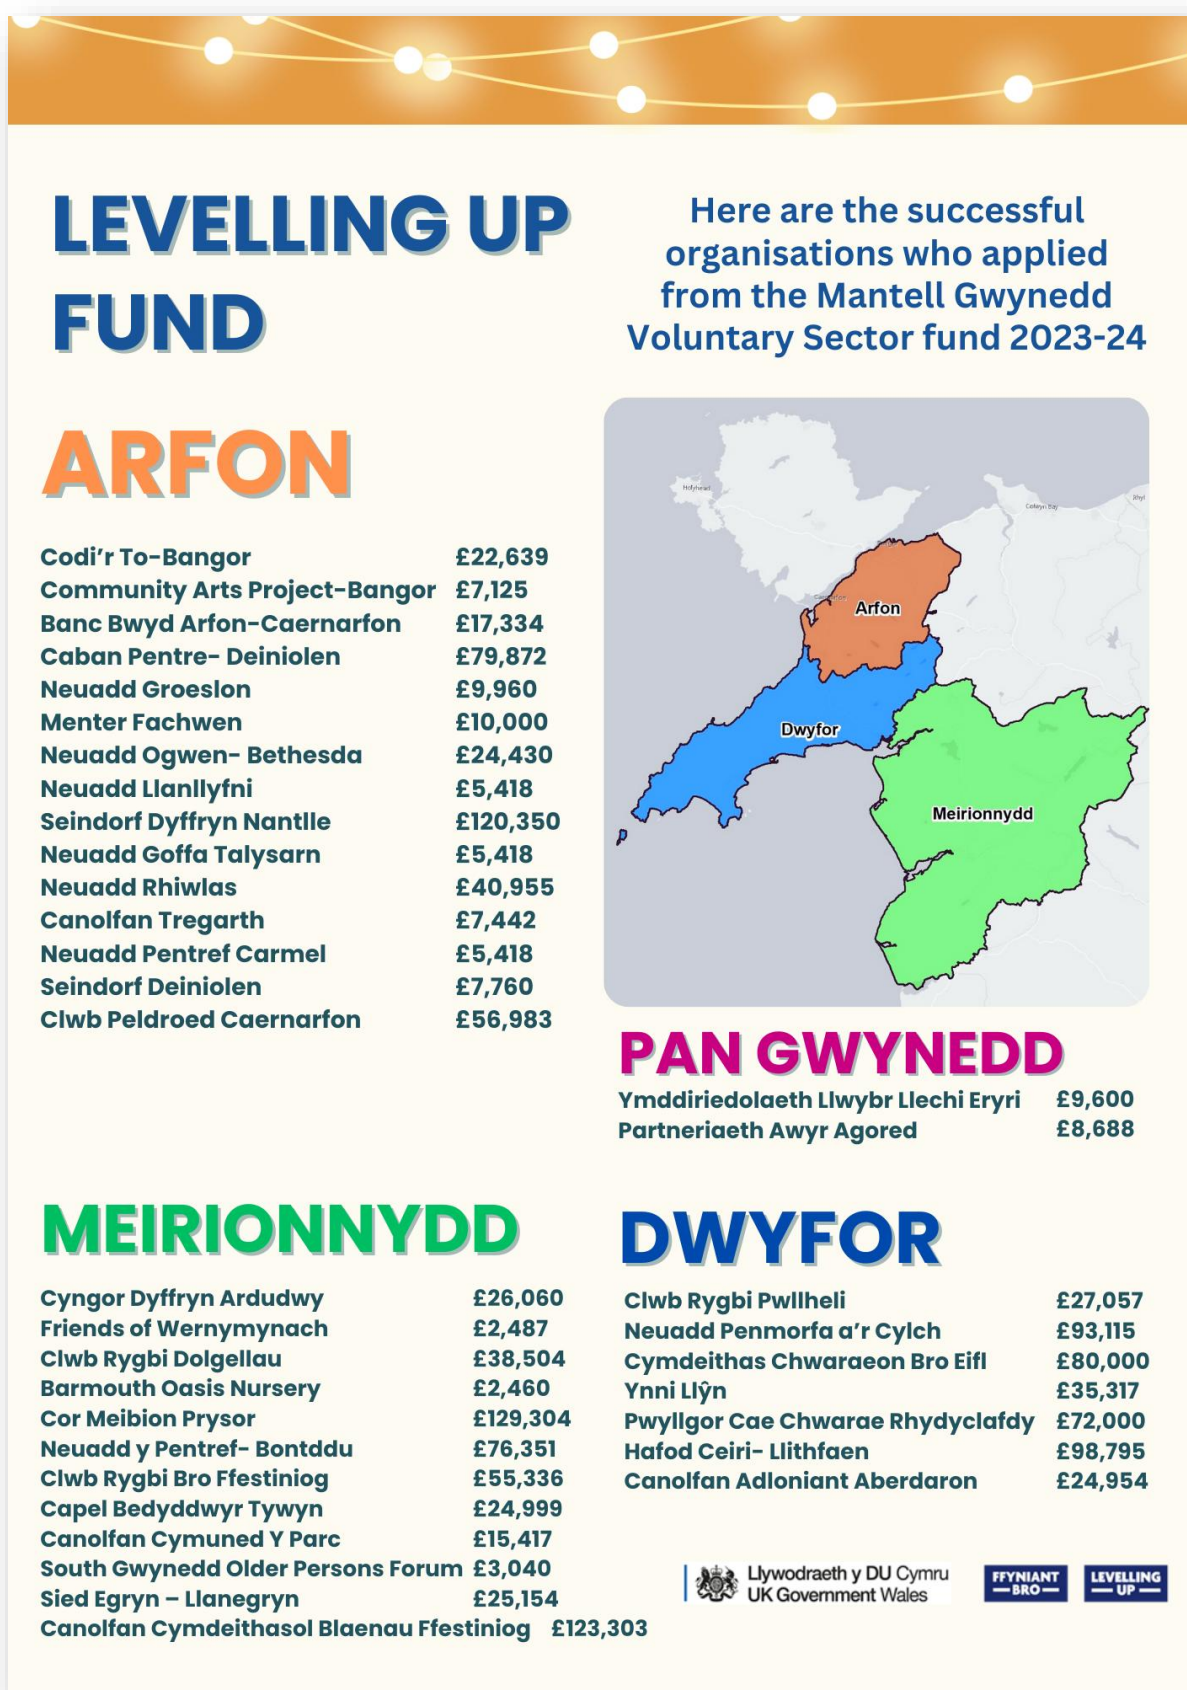 LEVELLING UP
FUND
Here are the successful
organisations who applied
from the Mantell Gwynedd
Voluntary Sector fund 2023-24
ARFON
Codi'r To-Bangor £22,639
Community Arts Project-Bangor £7,125
Banc Bwyd Arfon-Caernarfon £17,334
Caban Pentre- Deiniolen £79,872
Neuadd Groeslon £9,960
Menter Fachwen £10,000
Neuadd Ogwen- Bethesda £24,430
Neuadd Llanllyfni £5,418
Seindorf Dyffryn Nantlle £120,350
Neuadd Goffa Talysarn £5,418
Neuadd Rhiwlas £40,955
Canolfan Tregarth £7,442
Neuadd Pentref Carmel £5,418
Seindorf Deiniolen £7,760
Clwb Peldroed Caernarfon £56,983
Holyhead
Colwyn Bay
Rhyl
Arfon
Dwyfor
Meirionnydd
PAN GWYNEDD
Ymddiriedolaeth Llwybr Llechi Eryri £9,600
Partneriaeth Awyr Agored £8,688
MEIRIONNYDD
Cyngor Dyffryn Ardudwy £26,060
Friends of Wernymynach £2,487
Clwb Rygbi Dolgellau £38,504
Barmouth Oasis Nursery £2,460
Cor Meibion Prysor £129,304
Neuadd y Pentref- Bontddu £76,351
Clwb Rygbi Bro Ffestiniog £55,336
Capel Bedyddwyr Tywyn £24,999
Canolfan Cymuned Y Parc £15,417
South Gwynedd Older Persons Forum £3,040
Sied Egryn – Llanegryn £25,154
Canolfan Cymdeithasol Blaenau Ffestiniog £123,303
DWYFOR
Clwb Rygbi Pwllheli £27,057
Neuadd Penmorfa a'r Cylch £93,115
Cymdeithas Chwaraeon Bro Eifl £80,000
Ynni Llŷn £35,317
Pwyllgor Cae Chwarae Rhydyclafdy £72,000
Hafod Ceiri- Llithfaen £98,795
Canolfan Adloniant Aberdaron £24,954
Llywodraeth y DU Cymru
UK Government Wales
FFYNIANT
BRO
LEVELLING
UP